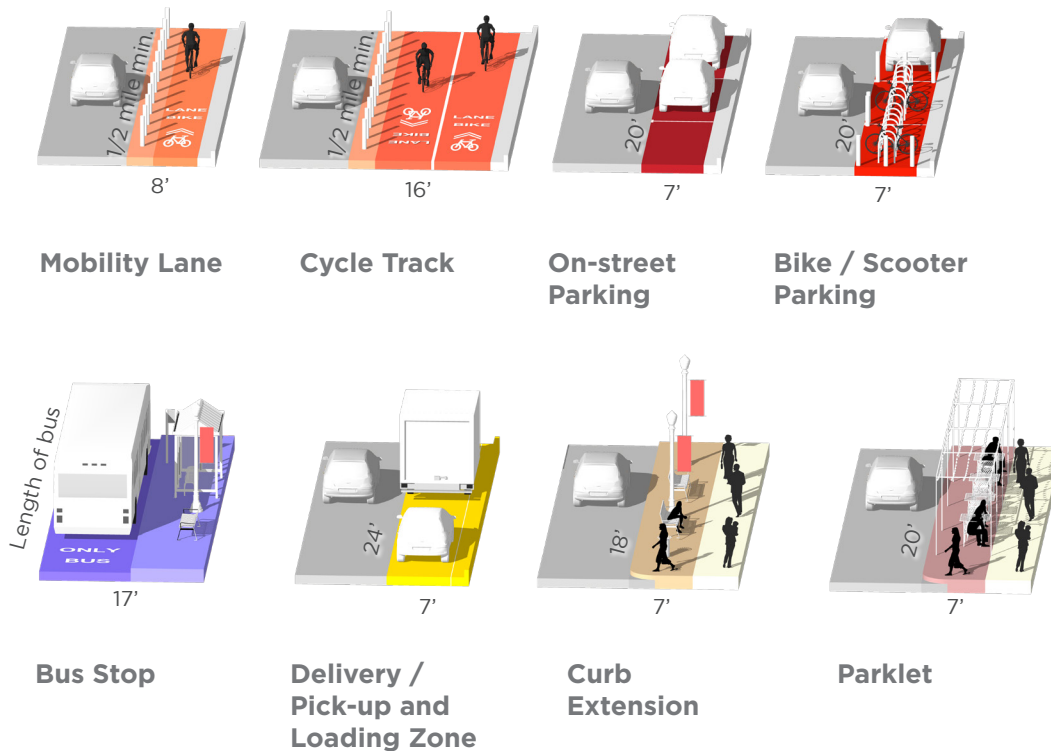 1/2 mile min.
LANE
BIKE
8’
Mobility Lane
1/2 mile min.
BIKE
LANE
LANE
BIKE
16’
Cycle Track
20’
7’
On-street
Parking
20’
7’
Bike / Scooter
Parking
Length of bus
ONLY
BUS
17’
Bus Stop
24’
7’
Delivery /
Pick-up and
Loading Zone
18’
7’
Curb
Extension
20’
7’
Parklet